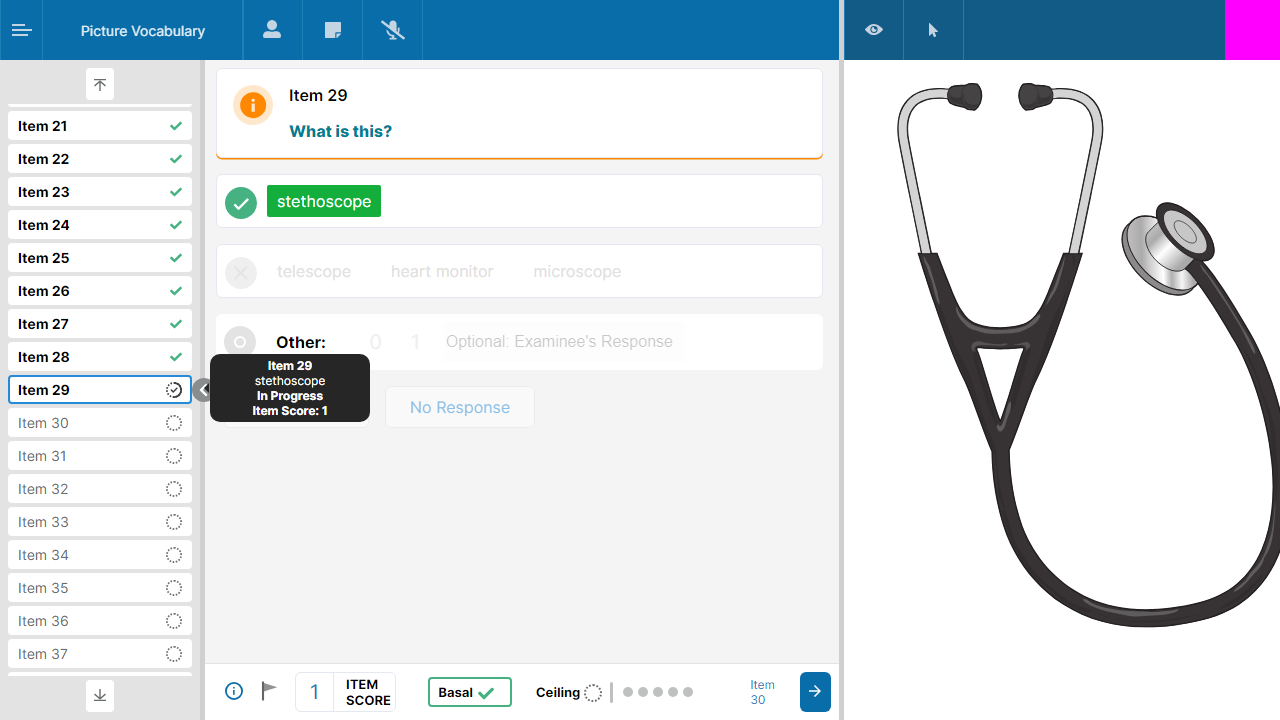 Picture Vocabulary
Item 21
Item 22
Item 23
Item 24
Item 25
Item 26
Item 27
Item 28
Item 29
Item 30
Item 31
Item 32
Item 33
Item 34
Item 35
Item 36
Item 37
Item 29
What is this?
stethoscope
telescope heart monitor microscope
Other: 0 1 Optional: Examinee's Response
Item 29
stethoscope
In Progress
Item Score: 1
No Response
1 ITEM
SCORE
Basal
Ceiling
Item
30